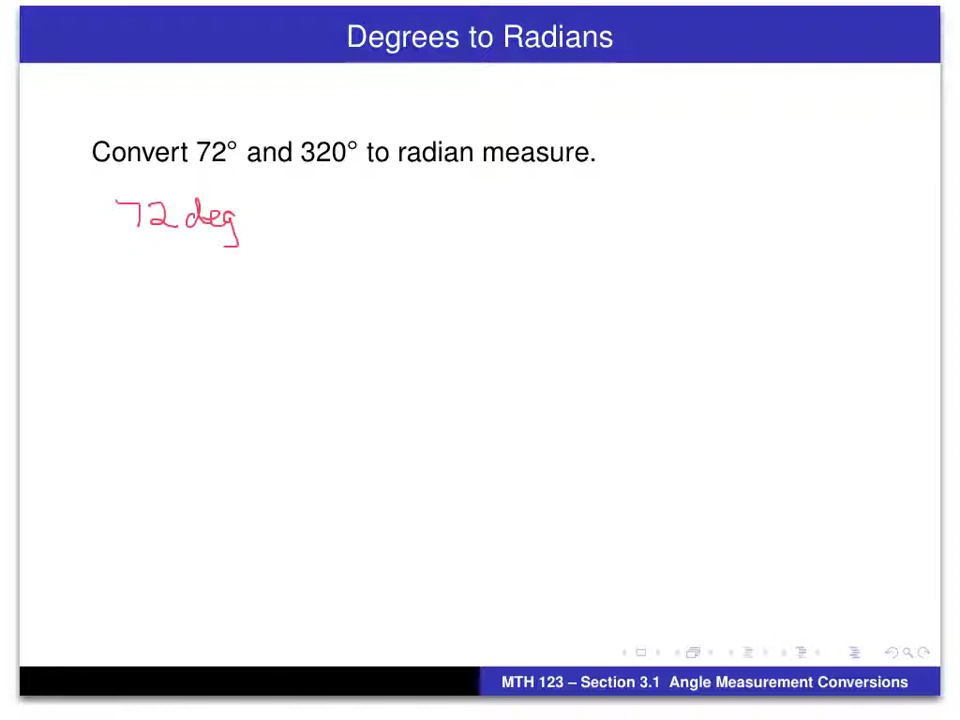 Degrees to Radians
Convert 72° and 320° to radian measure.
72 deg
MTH 123 – Section 3.1 Angle Measurement Conversions